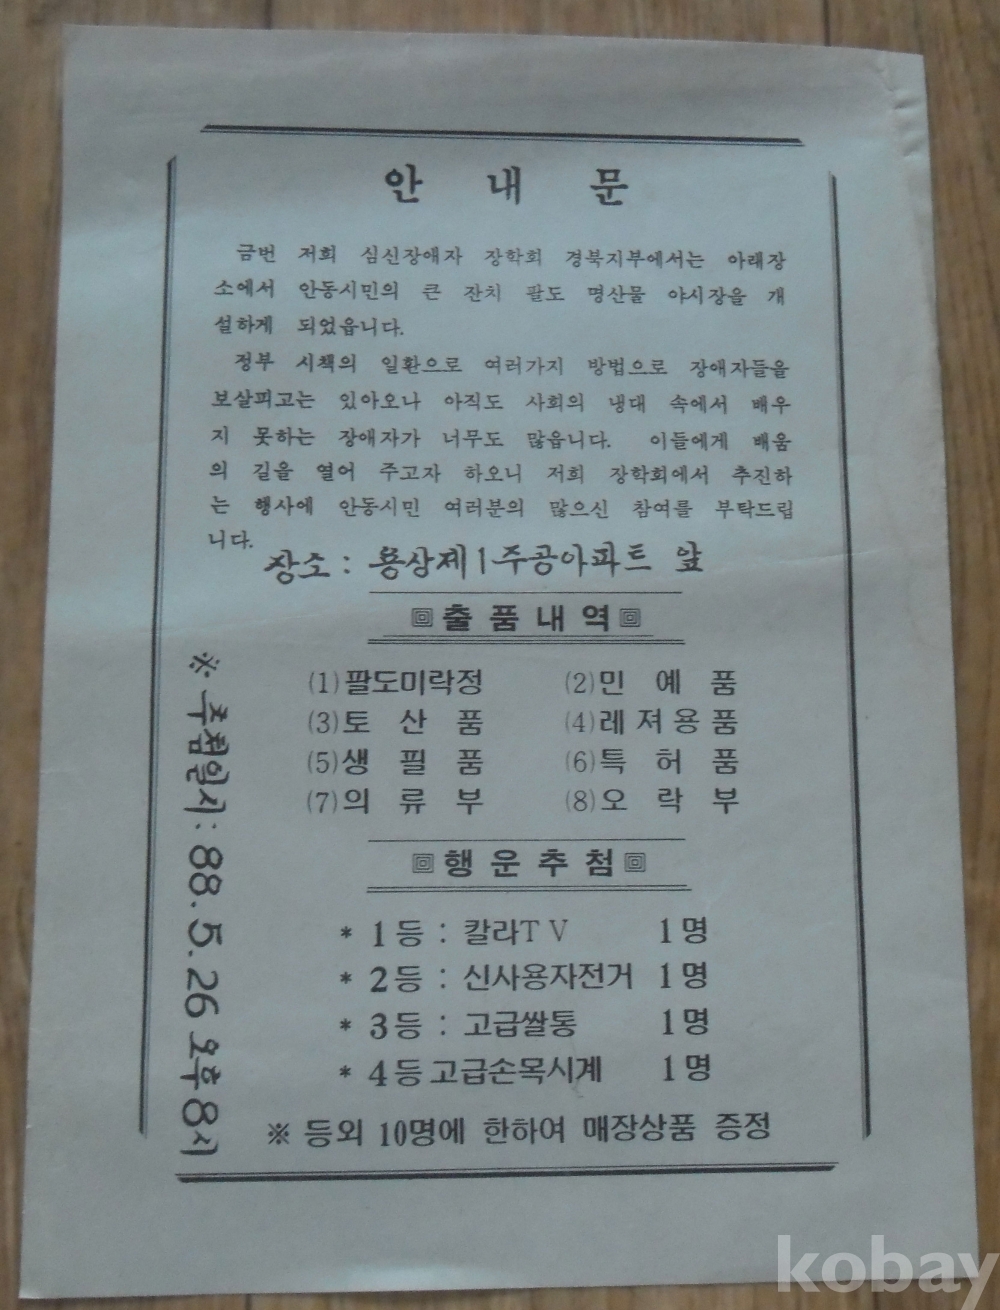 안 내 문
금번 저희 심신장애자 장학회 경북지부에서는 아래장
소에서 안동시민의 큰 잔치 팔도 명산물 야시장을 개
설하게 되었읍니다.
정부 시책의 일환으로 여러가지 방법으로 장애자들을
보살피고는 있아오나 아직도 사회의 냉대 속에서 배우
지 못하는 장애자가 너무도 많읍니다. 이들에게 배움
의 길을 열어 주고자 하오니 저희 장학회에서 추진하
는 행사에 안동시민 여러분의 많으신 참여를 부탁드립
니다.
장소 : 용상제1주공아파트 앞
回출품내역回
(1)팔도미락정 (2)민 예 품
(3)토 산 품 (4)레져용품
(5)생 필 품 (6)특 허 품
(7)의 류 부 (8)오 락 부
回행운추첨回
* 1등 : 칼라TV 1명
* 2등 : 신사용자전거 1명
* 3등 : 고급쌀통 1명
* 4등 고급손목시계 1명
※ 등외 10명에 한하여 매장상품 증정
※ 추첨일시: 88.5.26 오후8시
kobay